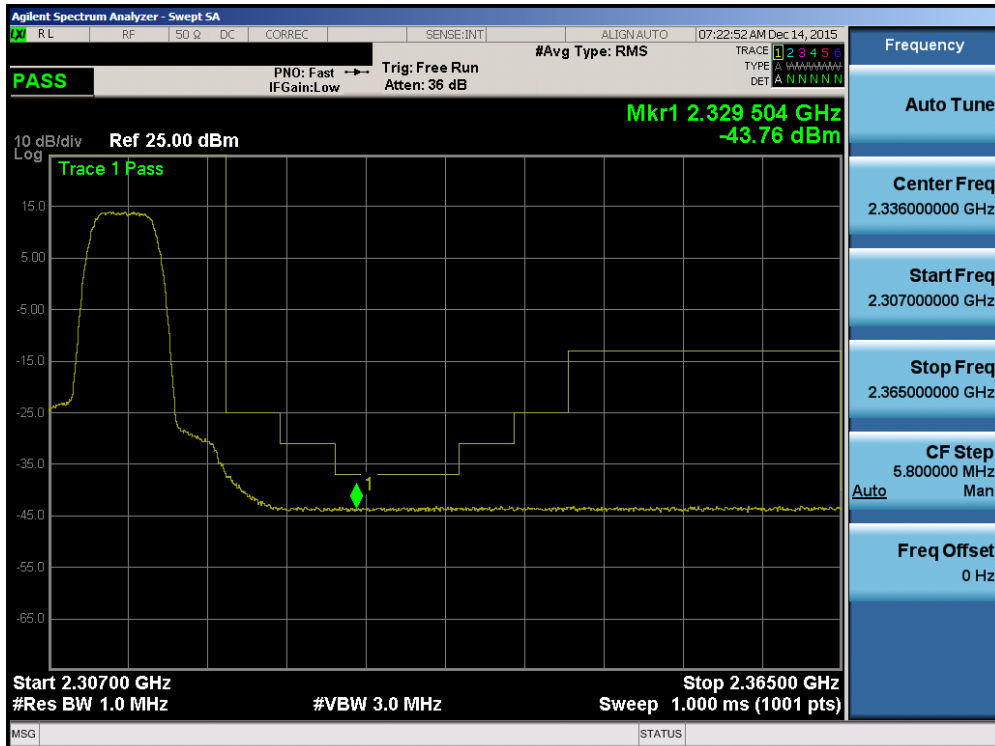 Agilent Spectrum Analyzer - Swept SA
LXI RL RF 50 Ω DC CORREC SENSE:INT ALIGN AUTO 07:22:52 AM Dec 14, 2015
Frequency
#Avg Type: RMS
TRACE 1 2 3 4 5 6
TYPE A
DET A N N N N N
PASS
PNO: Fast
IFGain:Low
Trig: Free Run
Atten: 36 dB
Auto Tune
Mkr1 2.329 504 GHz
-43.76 dBm
10 dB/div Ref 25.00 dBm
Log
Trace 1 Pass
15.0
5.00
-5.00
-15.0
-25.0
-35.0
-45.0
-55.0
-65.0
1
Center Freq
2.336000000 GHz
Start Freq
2.307000000 GHz
Stop Freq
2.365000000 GHz
CF Step
5.800000 MHz
Auto Man
Freq Offset
0 Hz
Start 2.30700 GHz Stop 2.36500 GHz
#Res BW 1.0 MHz #VBW 3.0 MHz Sweep 1.000 ms (1001 pts)
MSG STATUS